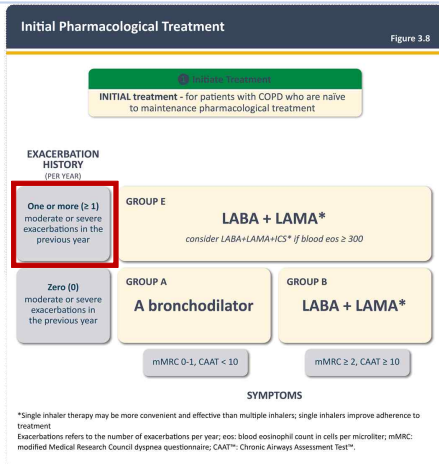 Initial Pharmacological Treatment
Figure 3.8
Initiate Treatment
INITIAL treatment - for patients with COPD who are naïve
to maintenance pharmacological treatment
EXACERBATION
HISTORY
(PER YEAR)
One or more (≥ 1)
moderate or severe
exacerbations in the
previous year
GROUP E
LABA + LAMA*
consider LABA+LAMA+ICS* if blood eos ≥ 300
Zero (0)
moderate or severe
exacerbations in
the previous year
GROUP A
A bronchodilator
GROUP B
LABA + LAMA*
mMRC 0-1, CAAT < 10
mMRC ≥ 2, CAAT ≥ 10
SYMPTOMS
*Single inhaler therapy may be more convenient and effective than multiple inhalers; single inhalers improve adherence to
treatment
Exacerbations refers to the number of exacerbations per year; eos: blood eosinophil count in cells per microliter; mMRC:
modified Medical Research Council dyspnea questionnaire; CAAT™: Chronic Airways Assessment Test™.